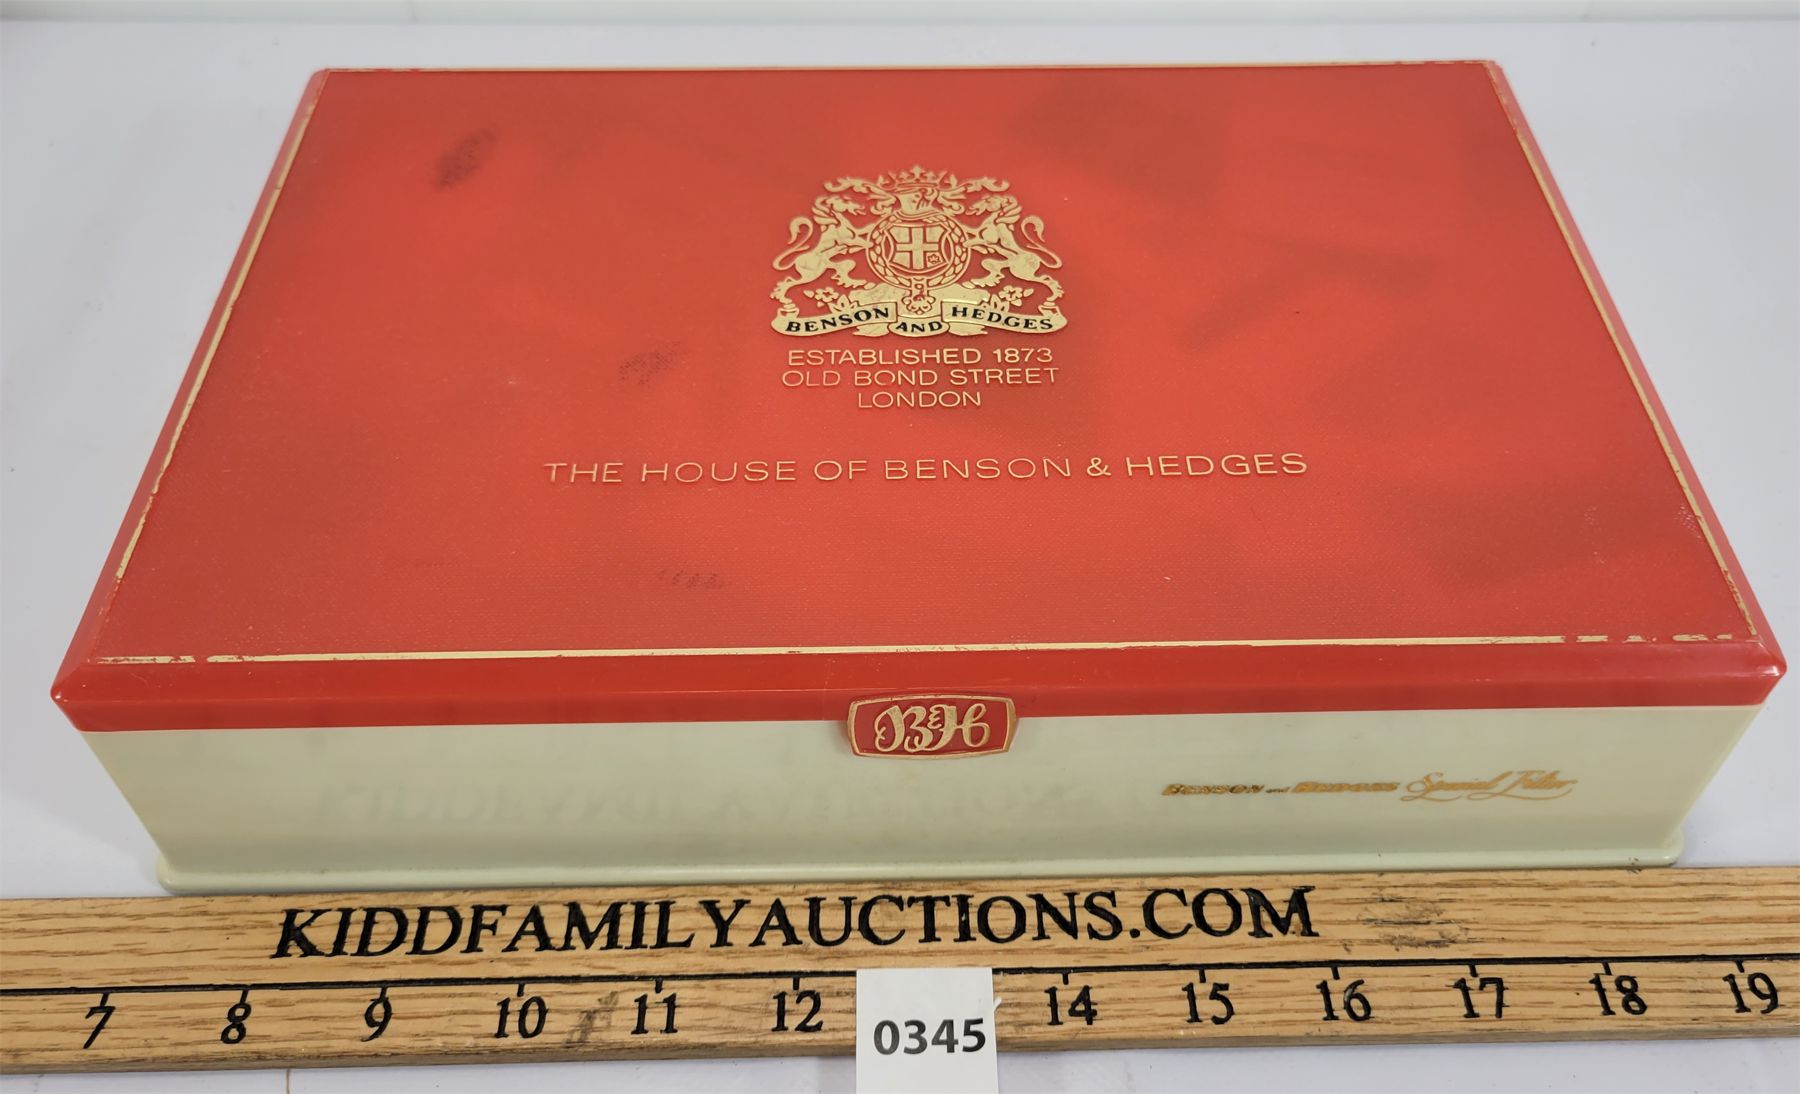 BENSON AND HEDGES
ESTABLISHED 1873
OLD BOND STREET
LONDON
THE HOUSE OF BENSON & HEDGES
B&H
BENSON and HEDGES Special Filter
KIDDFAMILYAUCTIONS.COM
7 8 9 10 11 12 14 15 16 17 18 19
0345